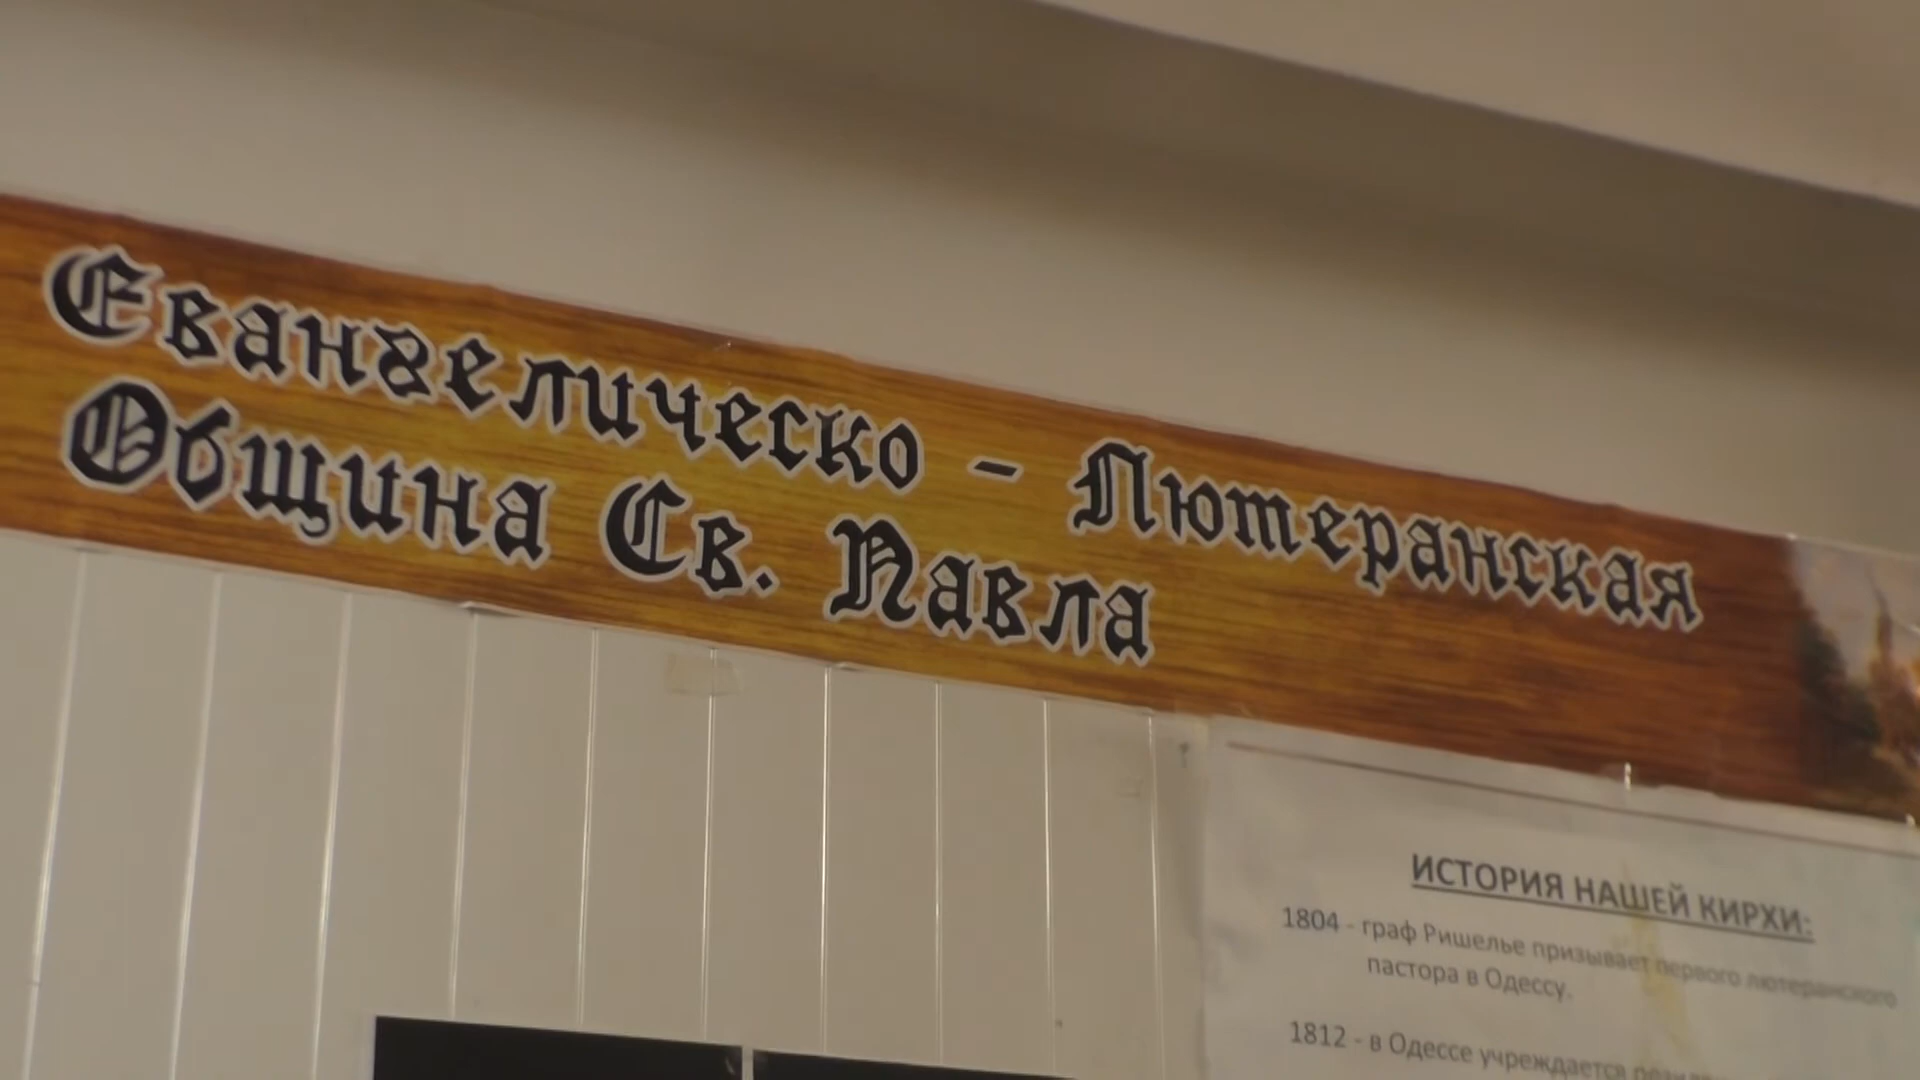 Евангелическо - Лютеранская
Община Св. Павла
ИСТОРИЯ НАШЕЙ КИРХИ:
1804 - граф Ришелье призывает первого лютеранского
пастора в Одессу.
1812 - в Одессе учреждается